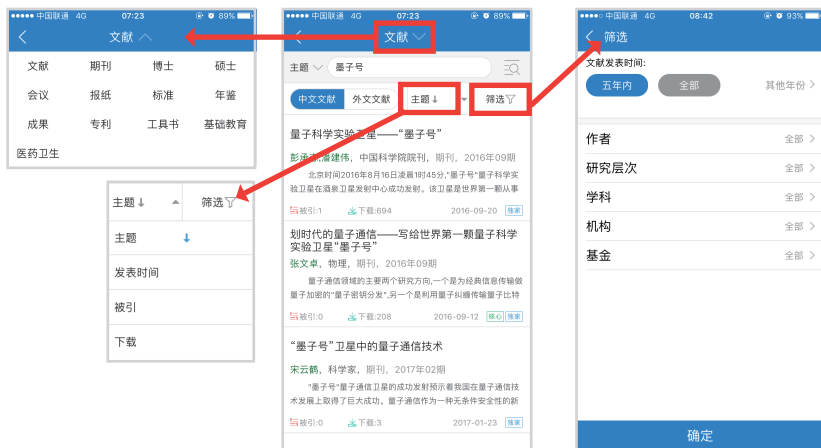 中国联通 4G 07:23 89%
文献
文献 期刊 博士 硕士
会议 报纸 标准 年鉴
成果 专利 工具书 基础教育
医药卫生
主题↓ 筛选
主题 ↓
发表时间
被引
下载
中国联通 4G 07:23 89%
文献
主题 墨子号
中文文献 外文文献 主题↓ 筛选
量子科学实验卫星——“墨子号”
潘建伟，中国科学院院刊，期刊，2016年09期
北京时间2016年8月16日凌晨1时45分,"墨子号"量子科学实
验卫星在酒泉卫星发射中心成功发射。该卫星是世界第一颗从事
被引:1 下载:694 2016-09-20 独家
划时代的量子通信——写给世界第一颗量子科学
实验卫星“墨子号”
张文卓，物理，期刊，2016年09期
量子通信领域的主要两个研究方向,一个是为经典信息传输做
量子加密的"量子密钥分发",另一个是利用量子纠缠传输量子比特
被引:0 下载:208 2016-09-12 核心 独家
“墨子号”卫星中的量子通信技术
宋云鹤，科学家，期刊，2017年02期
"墨子号"量子通信卫星的成功发射预示着我国在量子通信技
术发展上取得了巨大成功。量子通信作为一种无条件安全性的新
被引:0 下载:3 2017-01-23 独家
中国联通 4G 08:42 93%
筛选
文献发表时间:
五年内 全部 其他年份
作者 全部
研究层次 全部
学科 全部
机构 全部
基金 全部
确定